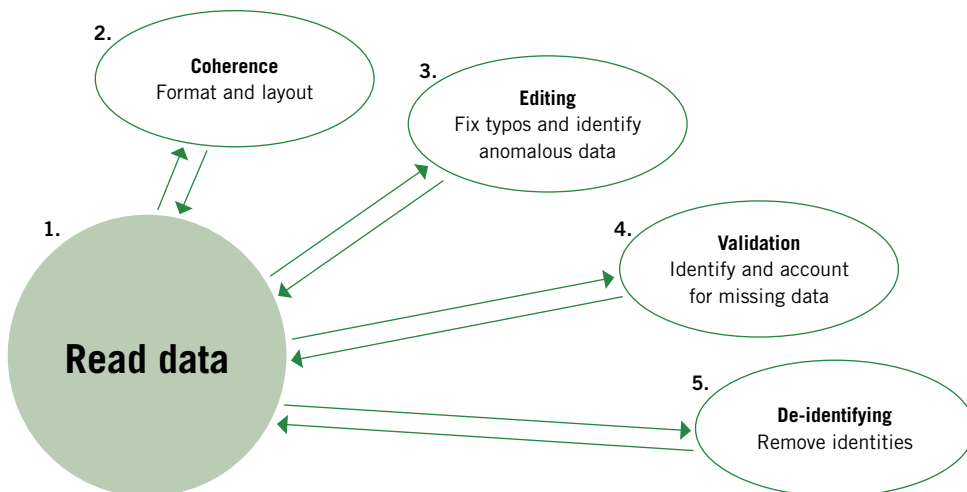 1.
Read data
2.
Coherence
Format and layout
3.
Editing
Fix typos and identify
anomalous data
4.
Validation
Identify and account
for missing data
5.
De-identifying
Remove identities